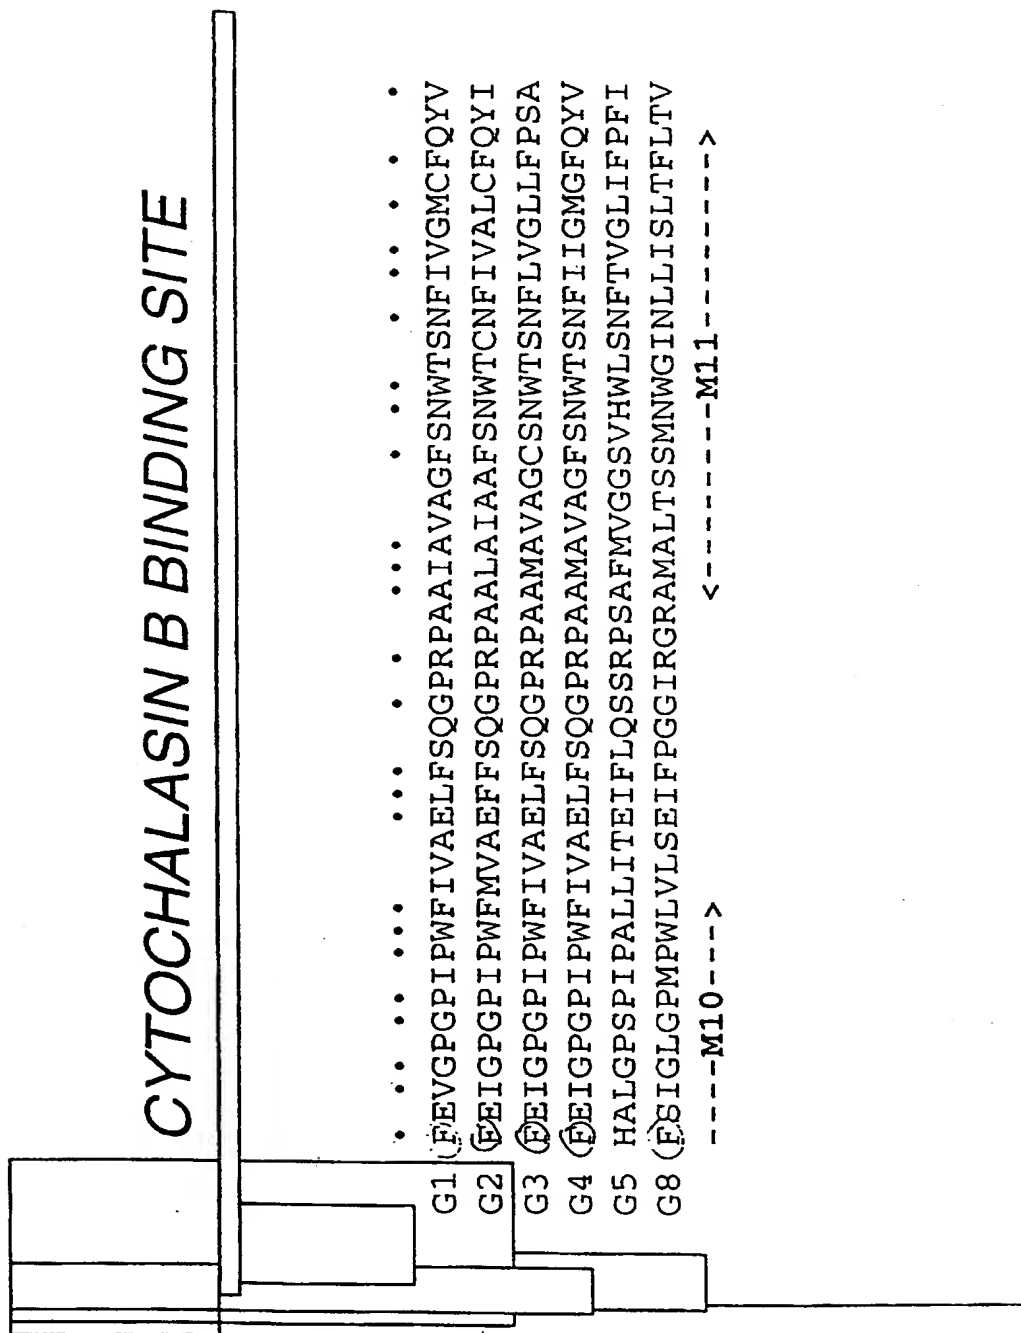 CYTOCHALASIN B BINDING SITE
G1 FEVGPGPIPWFIVAELFSQGPRPAAIAVAGFSNWTSNFIVGMCFQYV
G2 FEIGPGPIPWFMVAEFFSQGPRPAALAIAAFSNWTCNFIVALCFQYI
G3 FEIGPGPIPWFIVAELFSQGPRPAAMAVAGCSNWTSNFLVGLLFPSA
G4 FEIGPGPIPWFIVAELFSQGPRPAAMAVAGFSNWTSNFIIGMGFQYV
G5 HALGPSPIPALLITEIFLQSSRPSAFMVGGSVHWLSNFTVGLIFPFI
G8 FSIGLGPMPWLVLSEIFPGGIRGRAMALTSSMNWGINLLISLTFLTV
----M10---> <--------M11--------->